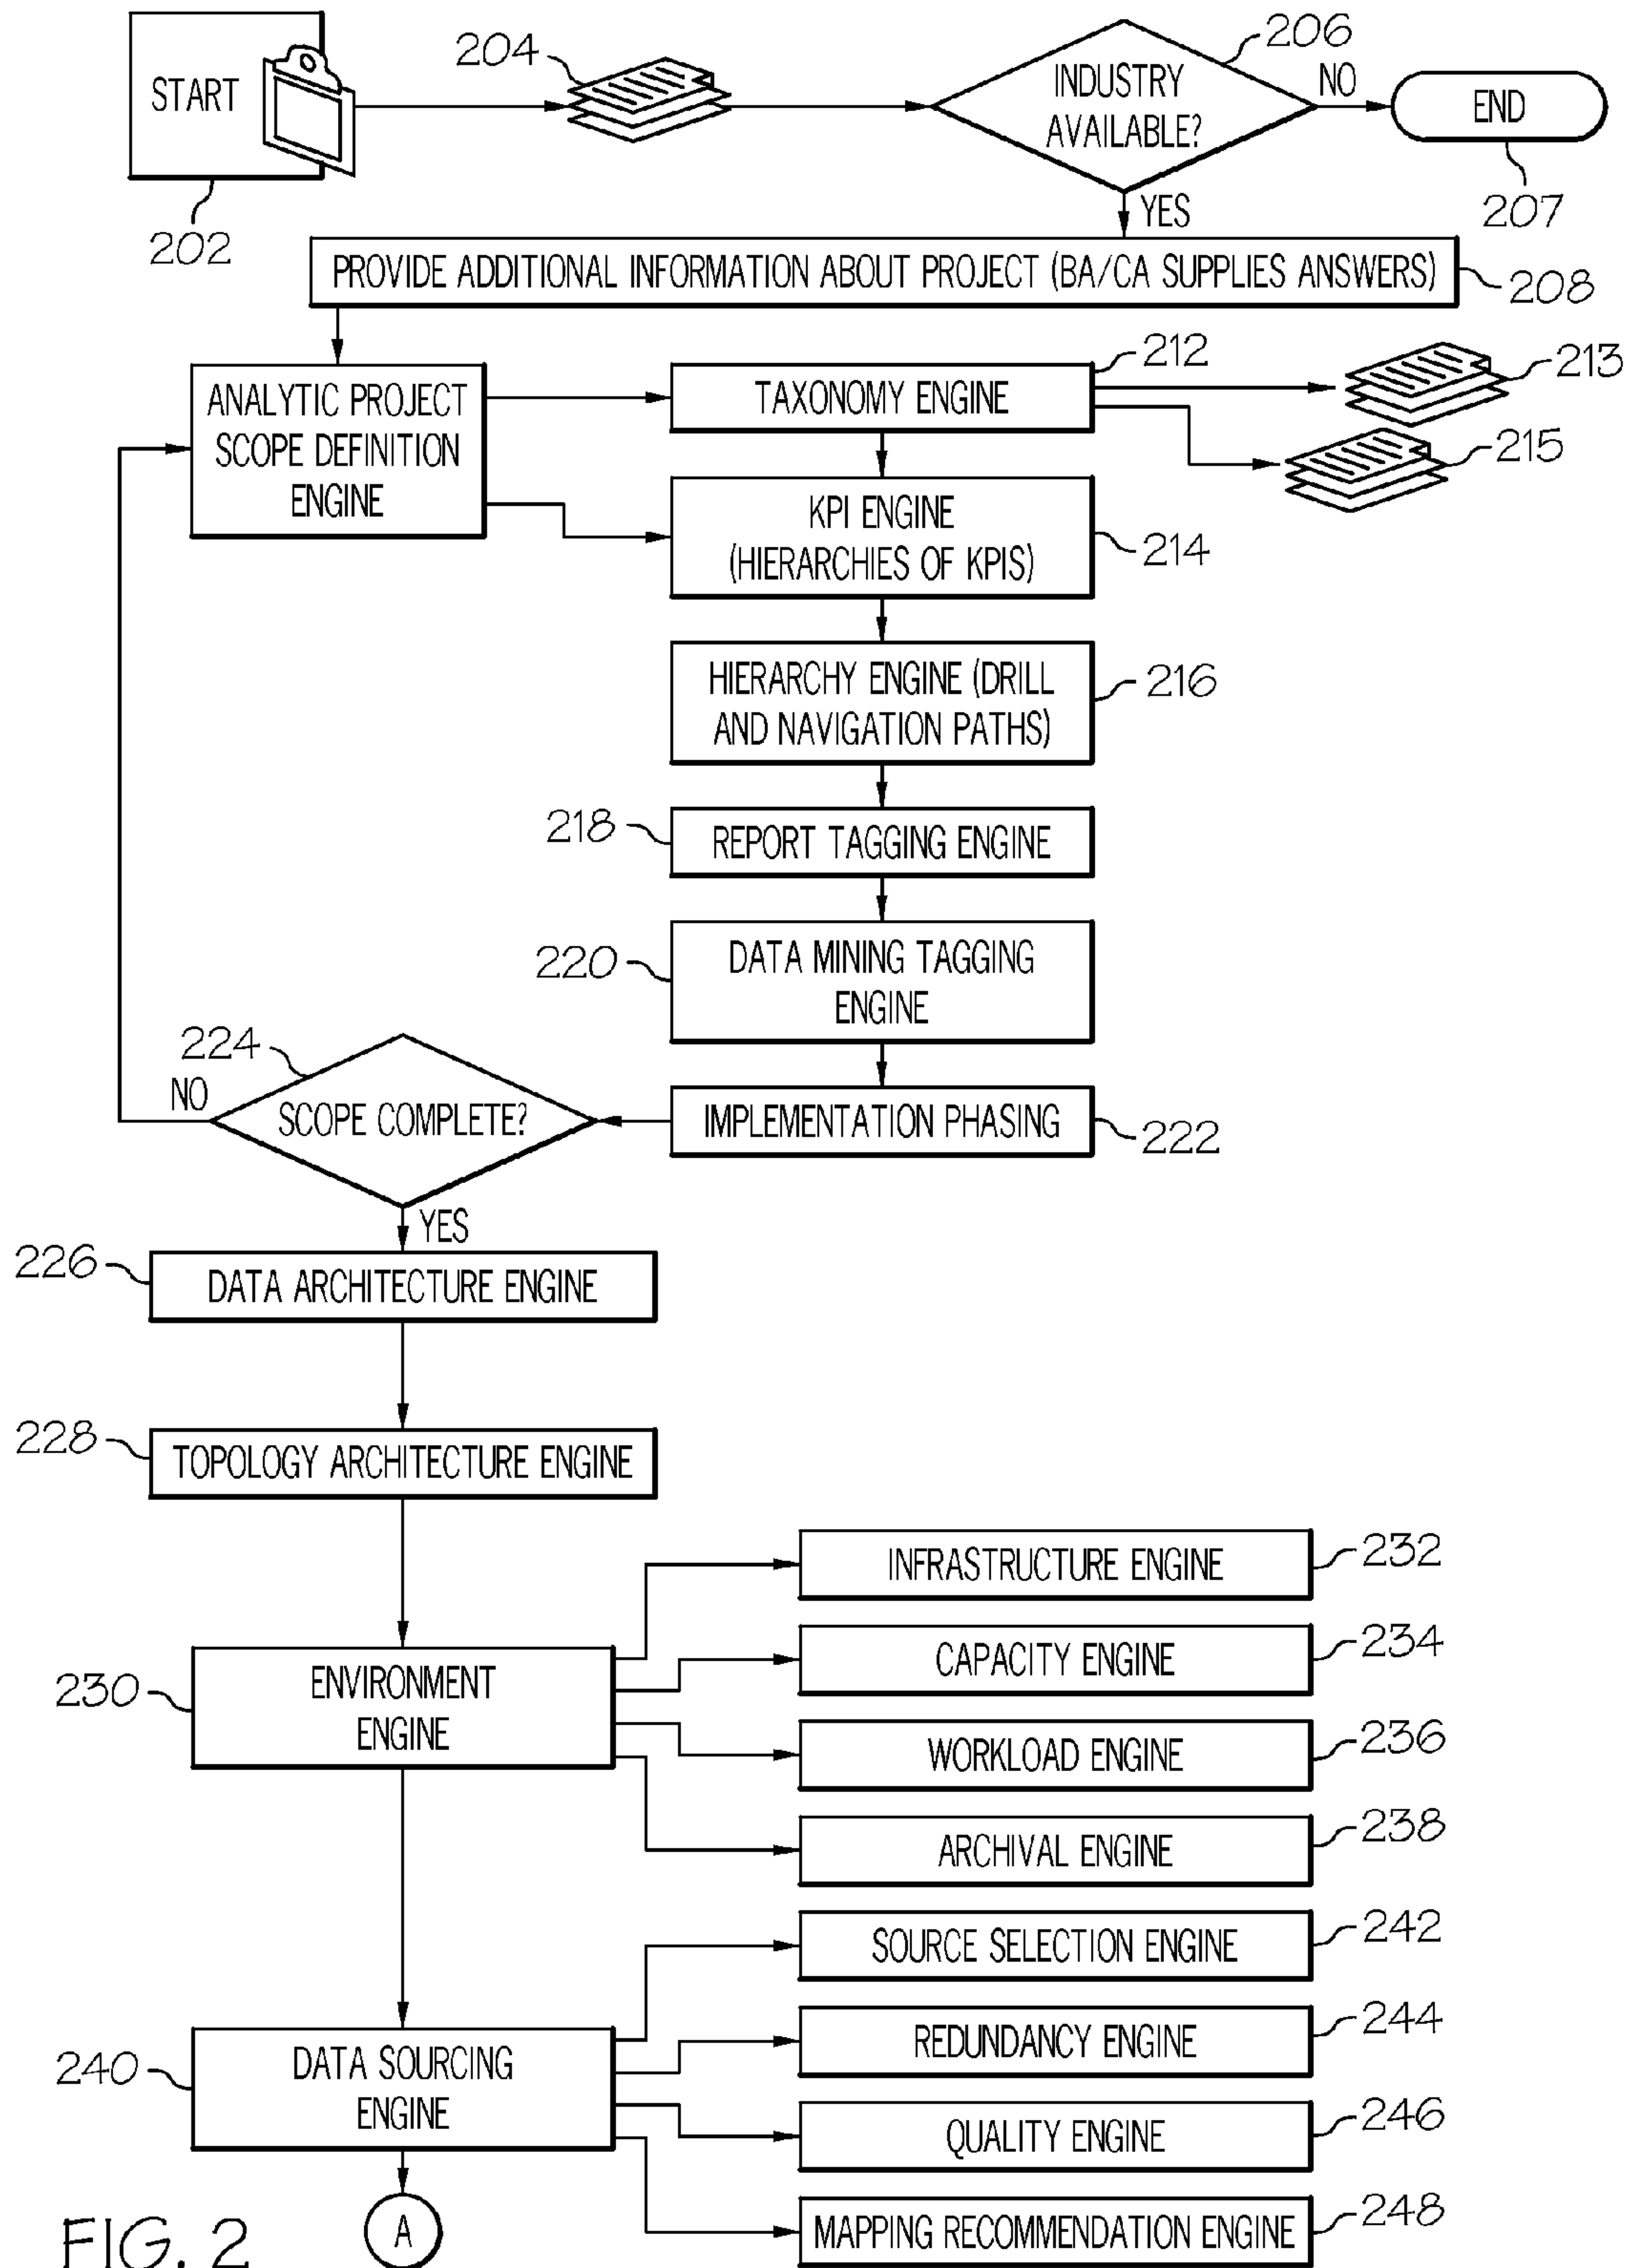 START
202
204
206
INDUSTRY
AVAILABLE?
NO
END
207
YES
PROVIDE ADDITIONAL INFORMATION ABOUT PROJECT (BA/CA SUPPLIES ANSWERS)
208
ANALYTIC PROJECT
SCOPE DEFINITION
ENGINE
212
TAXONOMY ENGINE
213
215
KPI ENGINE
(HIERARCHIES OF KPIS)
214
HIERARCHY ENGINE (DRILL
AND NAVIGATION PATHS)
216
218
REPORT TAGGING ENGINE
220
DATA MINING TAGGING
ENGINE
224
NO
SCOPE COMPLETE?
IMPLEMENTATION PHASING
222
YES
226
DATA ARCHITECTURE ENGINE
228
TOPOLOGY ARCHITECTURE ENGINE
230
ENVIRONMENT
ENGINE
INFRASTRUCTURE ENGINE
232
CAPACITY ENGINE
234
WORKLOAD ENGINE
236
ARCHIVAL ENGINE
238
240
DATA SOURCING
ENGINE
SOURCE SELECTION ENGINE
242
REDUNDANCY ENGINE
244
QUALITY ENGINE
246
MAPPING RECOMMENDATION ENGINE
248
A
FIG. 2